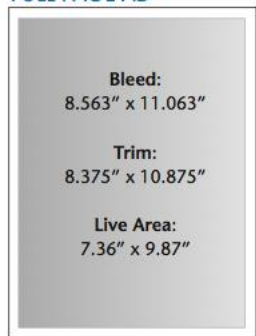 Bleed:
8.563” x 11.063”
Trim:
8.375” x 10.875”
Live Area:
7.36” x 9.87”